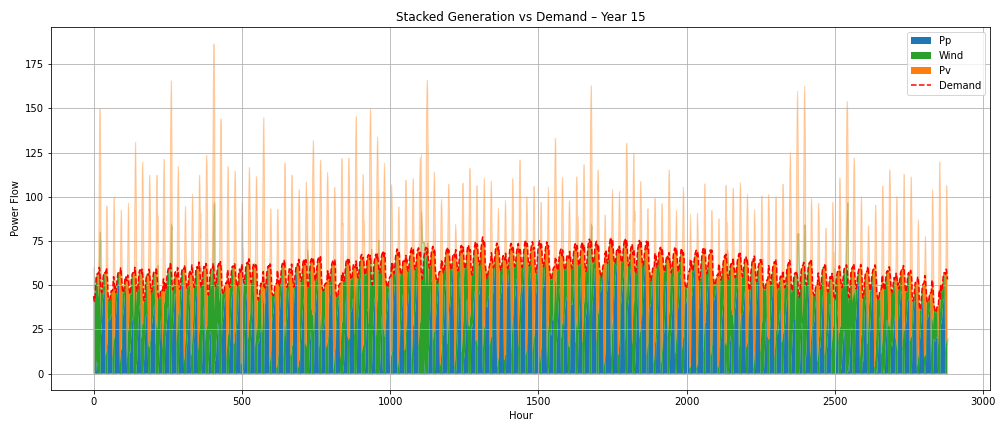 Stacked Generation vs Demand – Year 15
Pp
Wind
Pv
Demand
Power Flow
175
150
125
100
75
50
25
0
0
500
1000
1500
2000
2500
3000
Hour